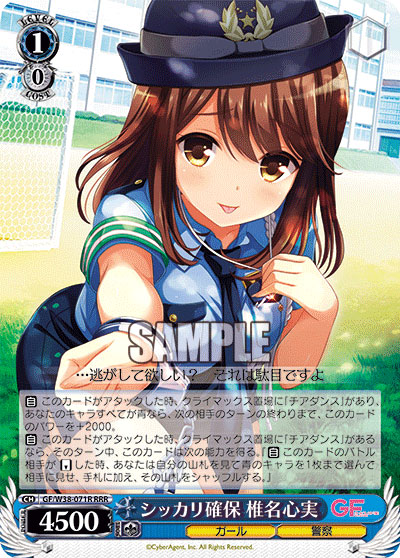 LEVEL
1
0
COST
SAMPLE
…逃がして欲しい？　それは駄目ですよ
自 このカードがアタックした時、クライマックス置場に「チアダンス」があり、
あなたのキャラすべてが青なら、次の相手のターンの終わりまで、このカード
のパワーを＋2000。
自 このカードがアタックした時、クライマックス置場に「チアダンス」がある
なら、そのターン中、このカードは次の能力を得る。『自 このカードのバトル
相手がリバースした時、あなたは自分の山札を見て青のキャラを1枚まで選んで
相手に見せ、手札に加え、その山札をシャッフルする。』
CH GF/W38-071R RRR
4500
シッカリ確保 椎名心実
GF
ガール
警察
©CyberAgent, Inc. All Rights Reserved.